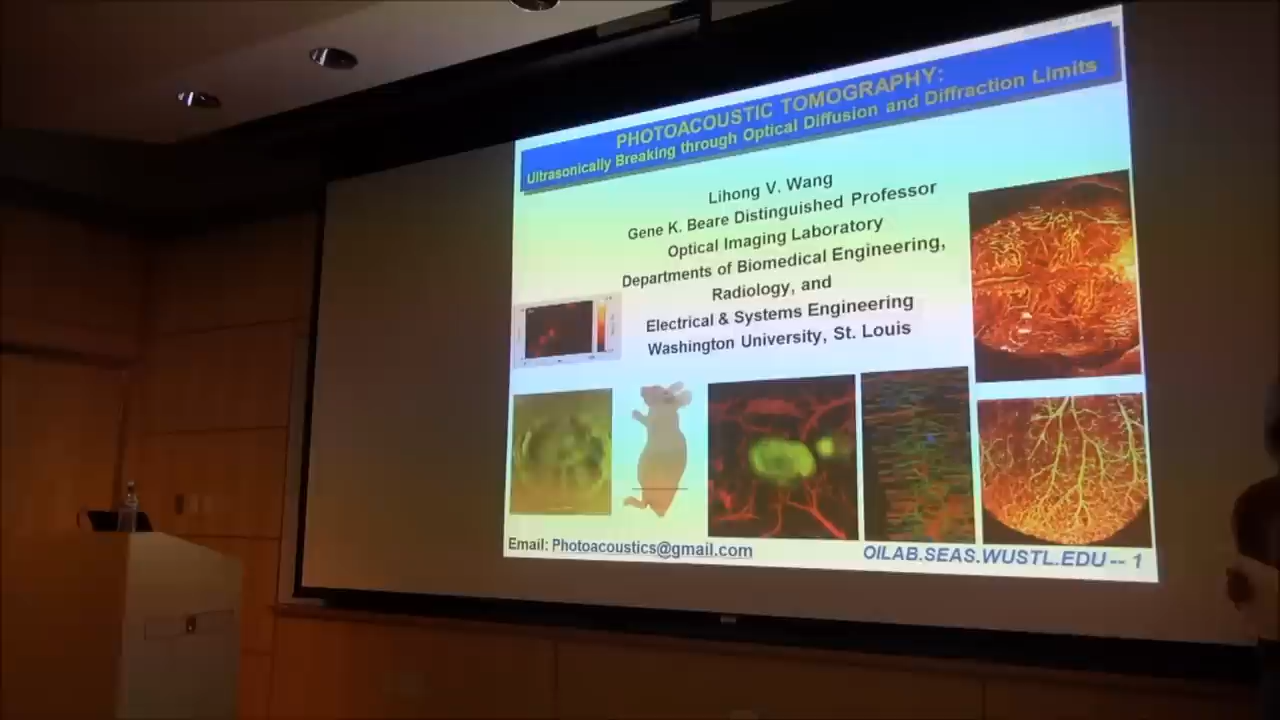 PHOTOACOUSTIC TOMOGRAPHY:
Ultrasonically Breaking through Optical Diffusion and Diffraction Limits
Lihong V. Wang
Gene K. Beare Distinguished Professor
Optical Imaging Laboratory
Departments of Biomedical Engineering,
Radiology, and
Electrical & Systems Engineering
Washington University, St. Louis
Email: Photoacoustics@gmail.com
OILAB.SEAS.WUSTL.EDU -- 1